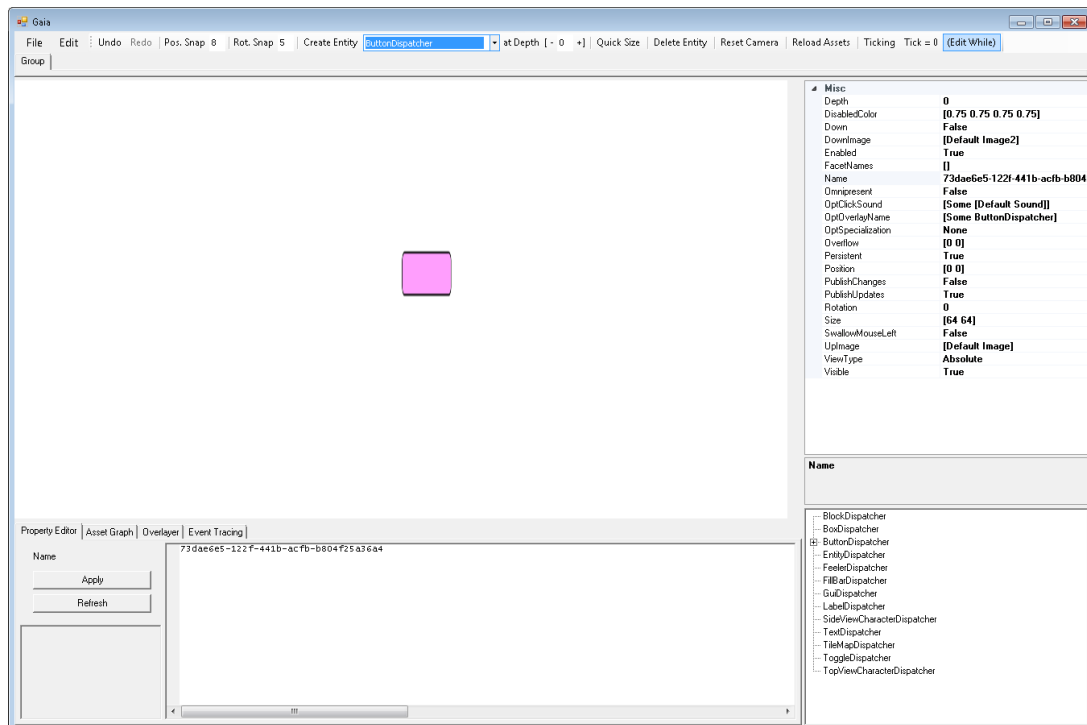 Gaia
File Edit Undo Redo Pos. Snap 8 Rot. Snap 5 Create Entity ButtonDispatcher at Depth [ - 0 +] Quick Size Delete Entity Reset Camera Reload Assets Ticking Tick = 0 (Edit While)
Group
Misc
Depth 0
DisabledColor [0.75 0.75 0.75 0.75]
Down False
DownImage [Default Image2]
Enabled True
FacetNames []
Name 73dae6e5-122f-441b-acfb-b804
Omnipresent False
OptClickSound [Some [Default Sound]]
OptOverlayName [Some ButtonDispatcher]
OptSpecialization None
Overflow [0 0]
Persistent True
Position [0 0]
PublishChanges False
PublishUpdates True
Rotation 0
Size [64 64]
SwallowMouseLeft False
UpImage [Default Image]
ViewType Absolute
Visible True
Name
Property Editor Asset Graph Overlayer Event Tracing
Name
Apply
Refresh
73dae6e5-122f-441b-acfb-b804f25a36a4
BlockDispatcher
BoxDispatcher
ButtonDispatcher
EntityDispatcher
FeelerDispatcher
FillBarDispatcher
GuiDispatcher
LabelDispatcher
SideViewCharacterDispatcher
TextDispatcher
TileMapDispatcher
ToggleDispatcher
TopViewCharacterDispatcher